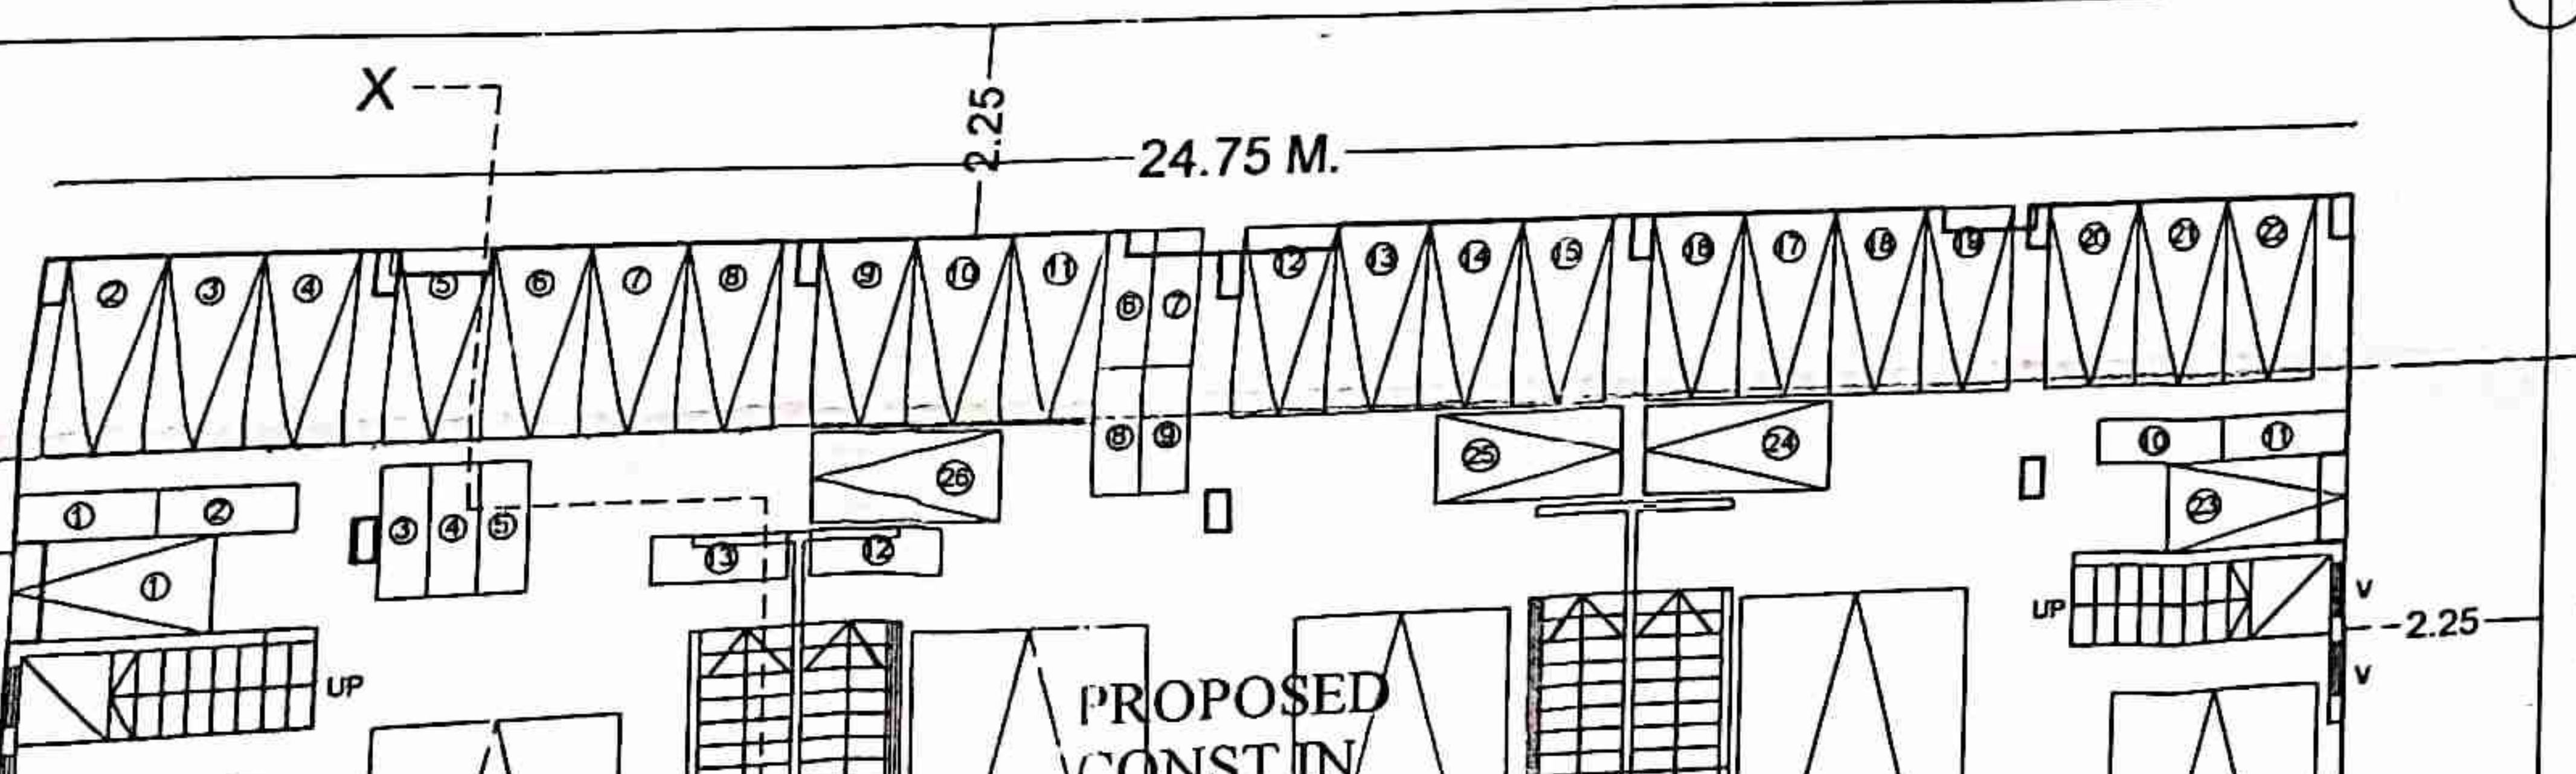 X
2.25
24.75 M.
② ③ ④ ⑤ ⑥ ⑦ ⑧ ⑨ ⑩ ⑪ ⑫ ⑬ ⑭ ⑮ ⑯ ⑰ ⑱ ⑲ ⑳ ㉑ ㉒
⑥ ⑦
⑧ ⑨
㉖ ㉕ ㉔
⑩ ⑪
① ② ③ ④ ⑤
㉓
⑬ ⑫
①
UP
UP
V
2.25
V
PROPOSED
CONST IN